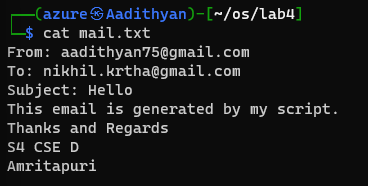 ┌──(azure㉿Aadithyan)-[~/os/lab4]
└─$ cat mail.txt
From: aadithyan75@gmail.com
To: nikhil.krtha@gmail.com
Subject: Hello
This email is generated by my script.
Thanks and Regards
S4 CSE D
Amritapuri